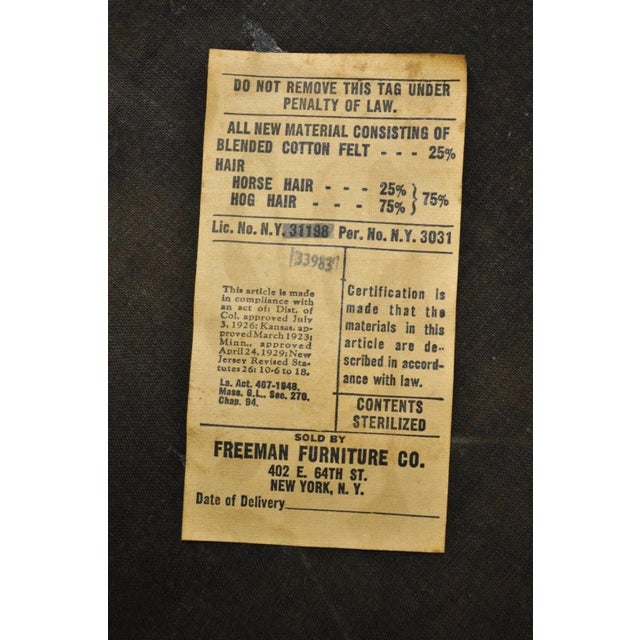 DO NOT REMOVE THIS TAG UNDER
PENALTY OF LAW.
ALL NEW MATERIAL CONSISTING OF
BLENDED COTTON FELT - - - 25%
HAIR
HORSE HAIR - - - - 25% } 75%
HOG HAIR - - - - 75%
Lic. No. N.Y. 31198 Per. No. N.Y. 3031
33983
This article is made
in compliance with
an act of: Dist. of
Col. approved July
3, 1926; Kansas, ap-
proved March 1923;
Minn., approved
April 24, 1929; New
Jersey Revised Sta-
tutes 26: 10-6 to 18.
La. Act. 467-1948.
Mass. G.L., Sec. 270.
Chap. 94.
Certification is
made that the
materials in this
article are de-
scribed in accord-
ance with law.
CONTENTS
STERILIZED
SOLD BY
FREEMAN FURNITURE CO.
402 E. 64TH ST.
NEW YORK, N. Y.
Date of Delivery